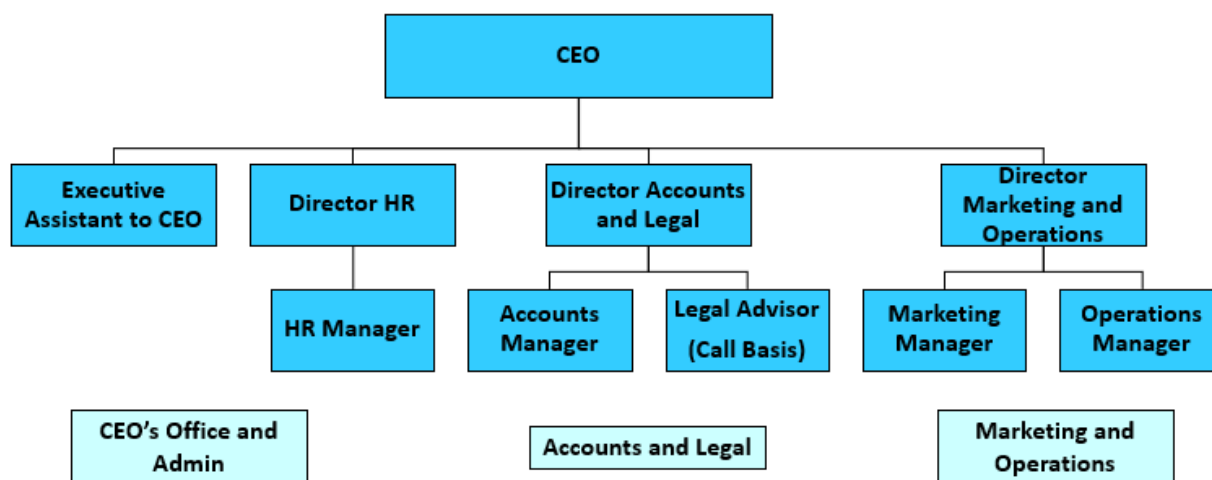 CEO
Executive
Assistant to CEO
Director HR
Director Accounts
and Legal
Director
Marketing and
Operations
HR Manager
Accounts
Manager
Legal Advisor
(Call Basis)
Marketing
Manager
Operations
Manager
CEO’s Office and
Admin
Accounts and Legal
Marketing and
Operations